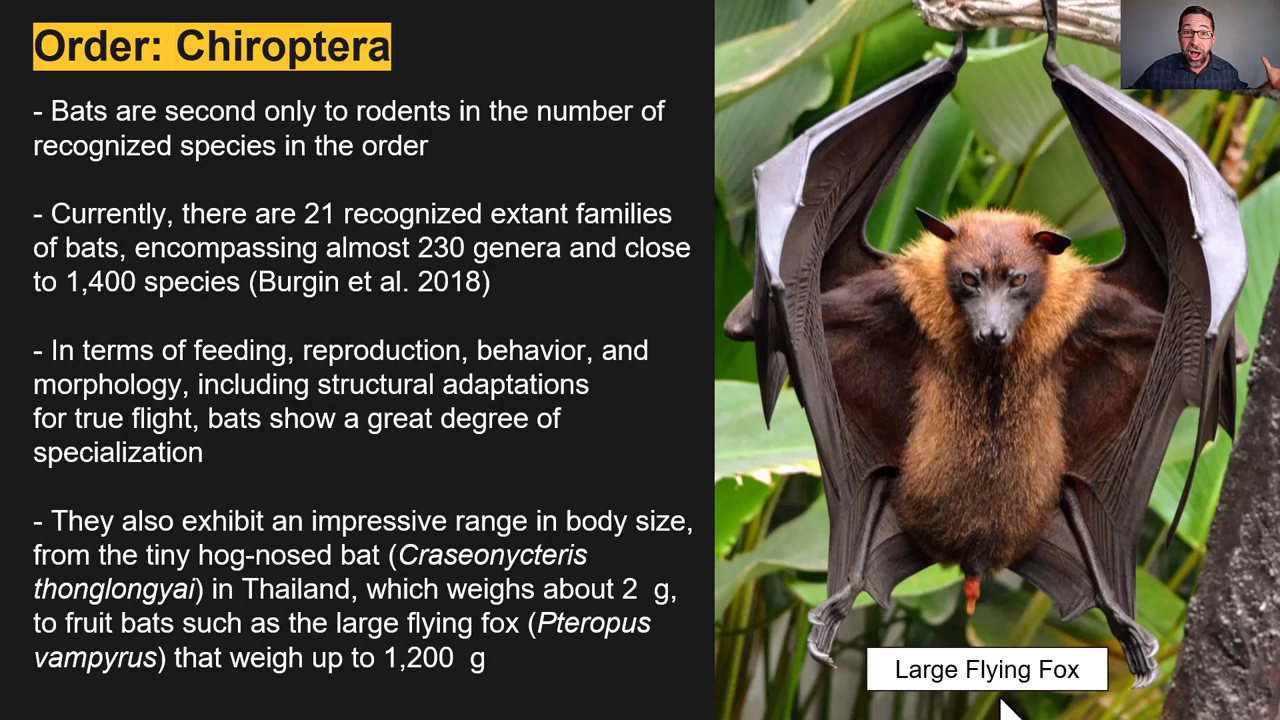 Order: Chiroptera
- Bats are second only to rodents in the number of
recognized species in the order
- Currently, there are 21 recognized extant families
of bats, encompassing almost 230 genera and close
to 1,400 species (Burgin et al. 2018)
- In terms of feeding, reproduction, behavior, and
morphology, including structural adaptations
for true flight, bats show a great degree of
specialization
- They also exhibit an impressive range in body size,
from the tiny hog-nosed bat (Craseonycteris
thonglongyai) in Thailand, which weighs about 2  g,
to fruit bats such as the large flying fox (Pteropus
vampyrus) that weigh up to 1,200  g
Large Flying Fox